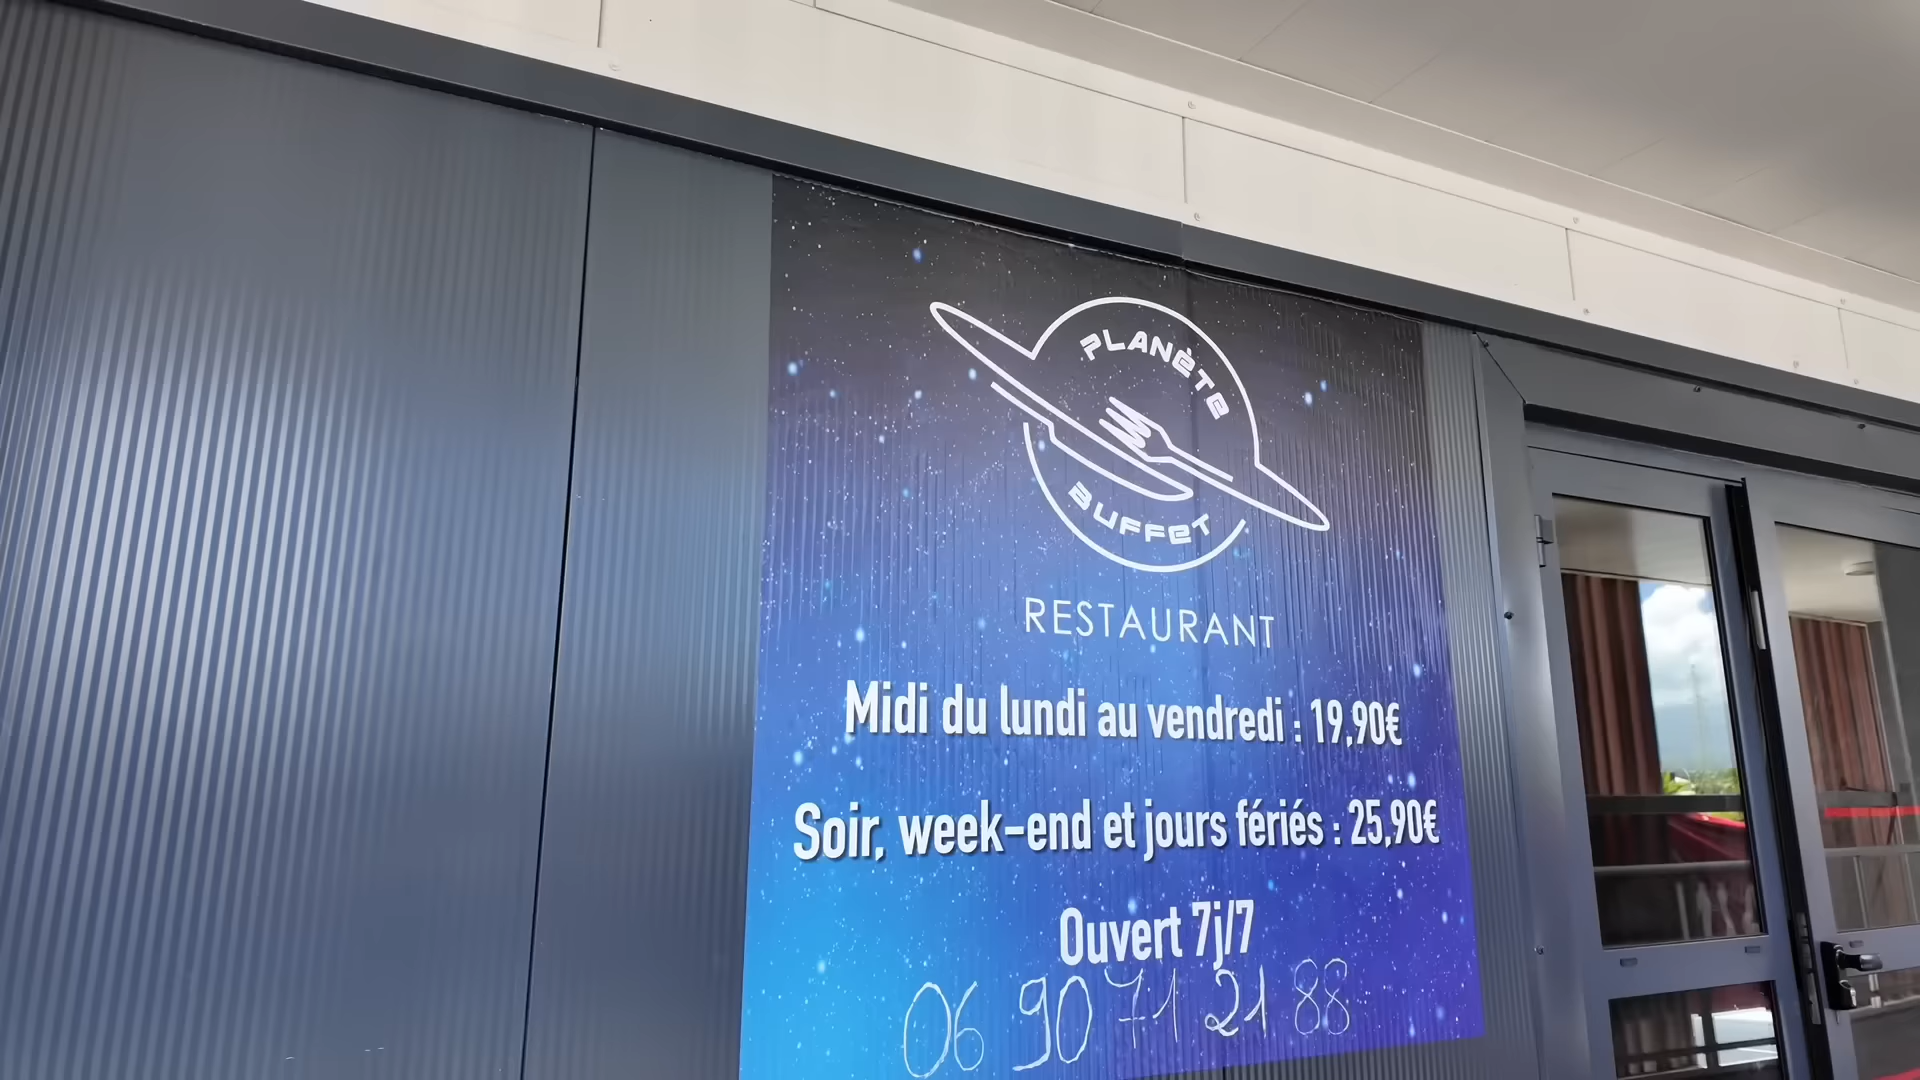 PLANÈTE
BUFFET
RESTAURANT
Midi du lundi au vendredi : 19,90€
Soir, week-end et jours fériés : 25,90€
Ouvert 7j/7
06 90 71 21 88